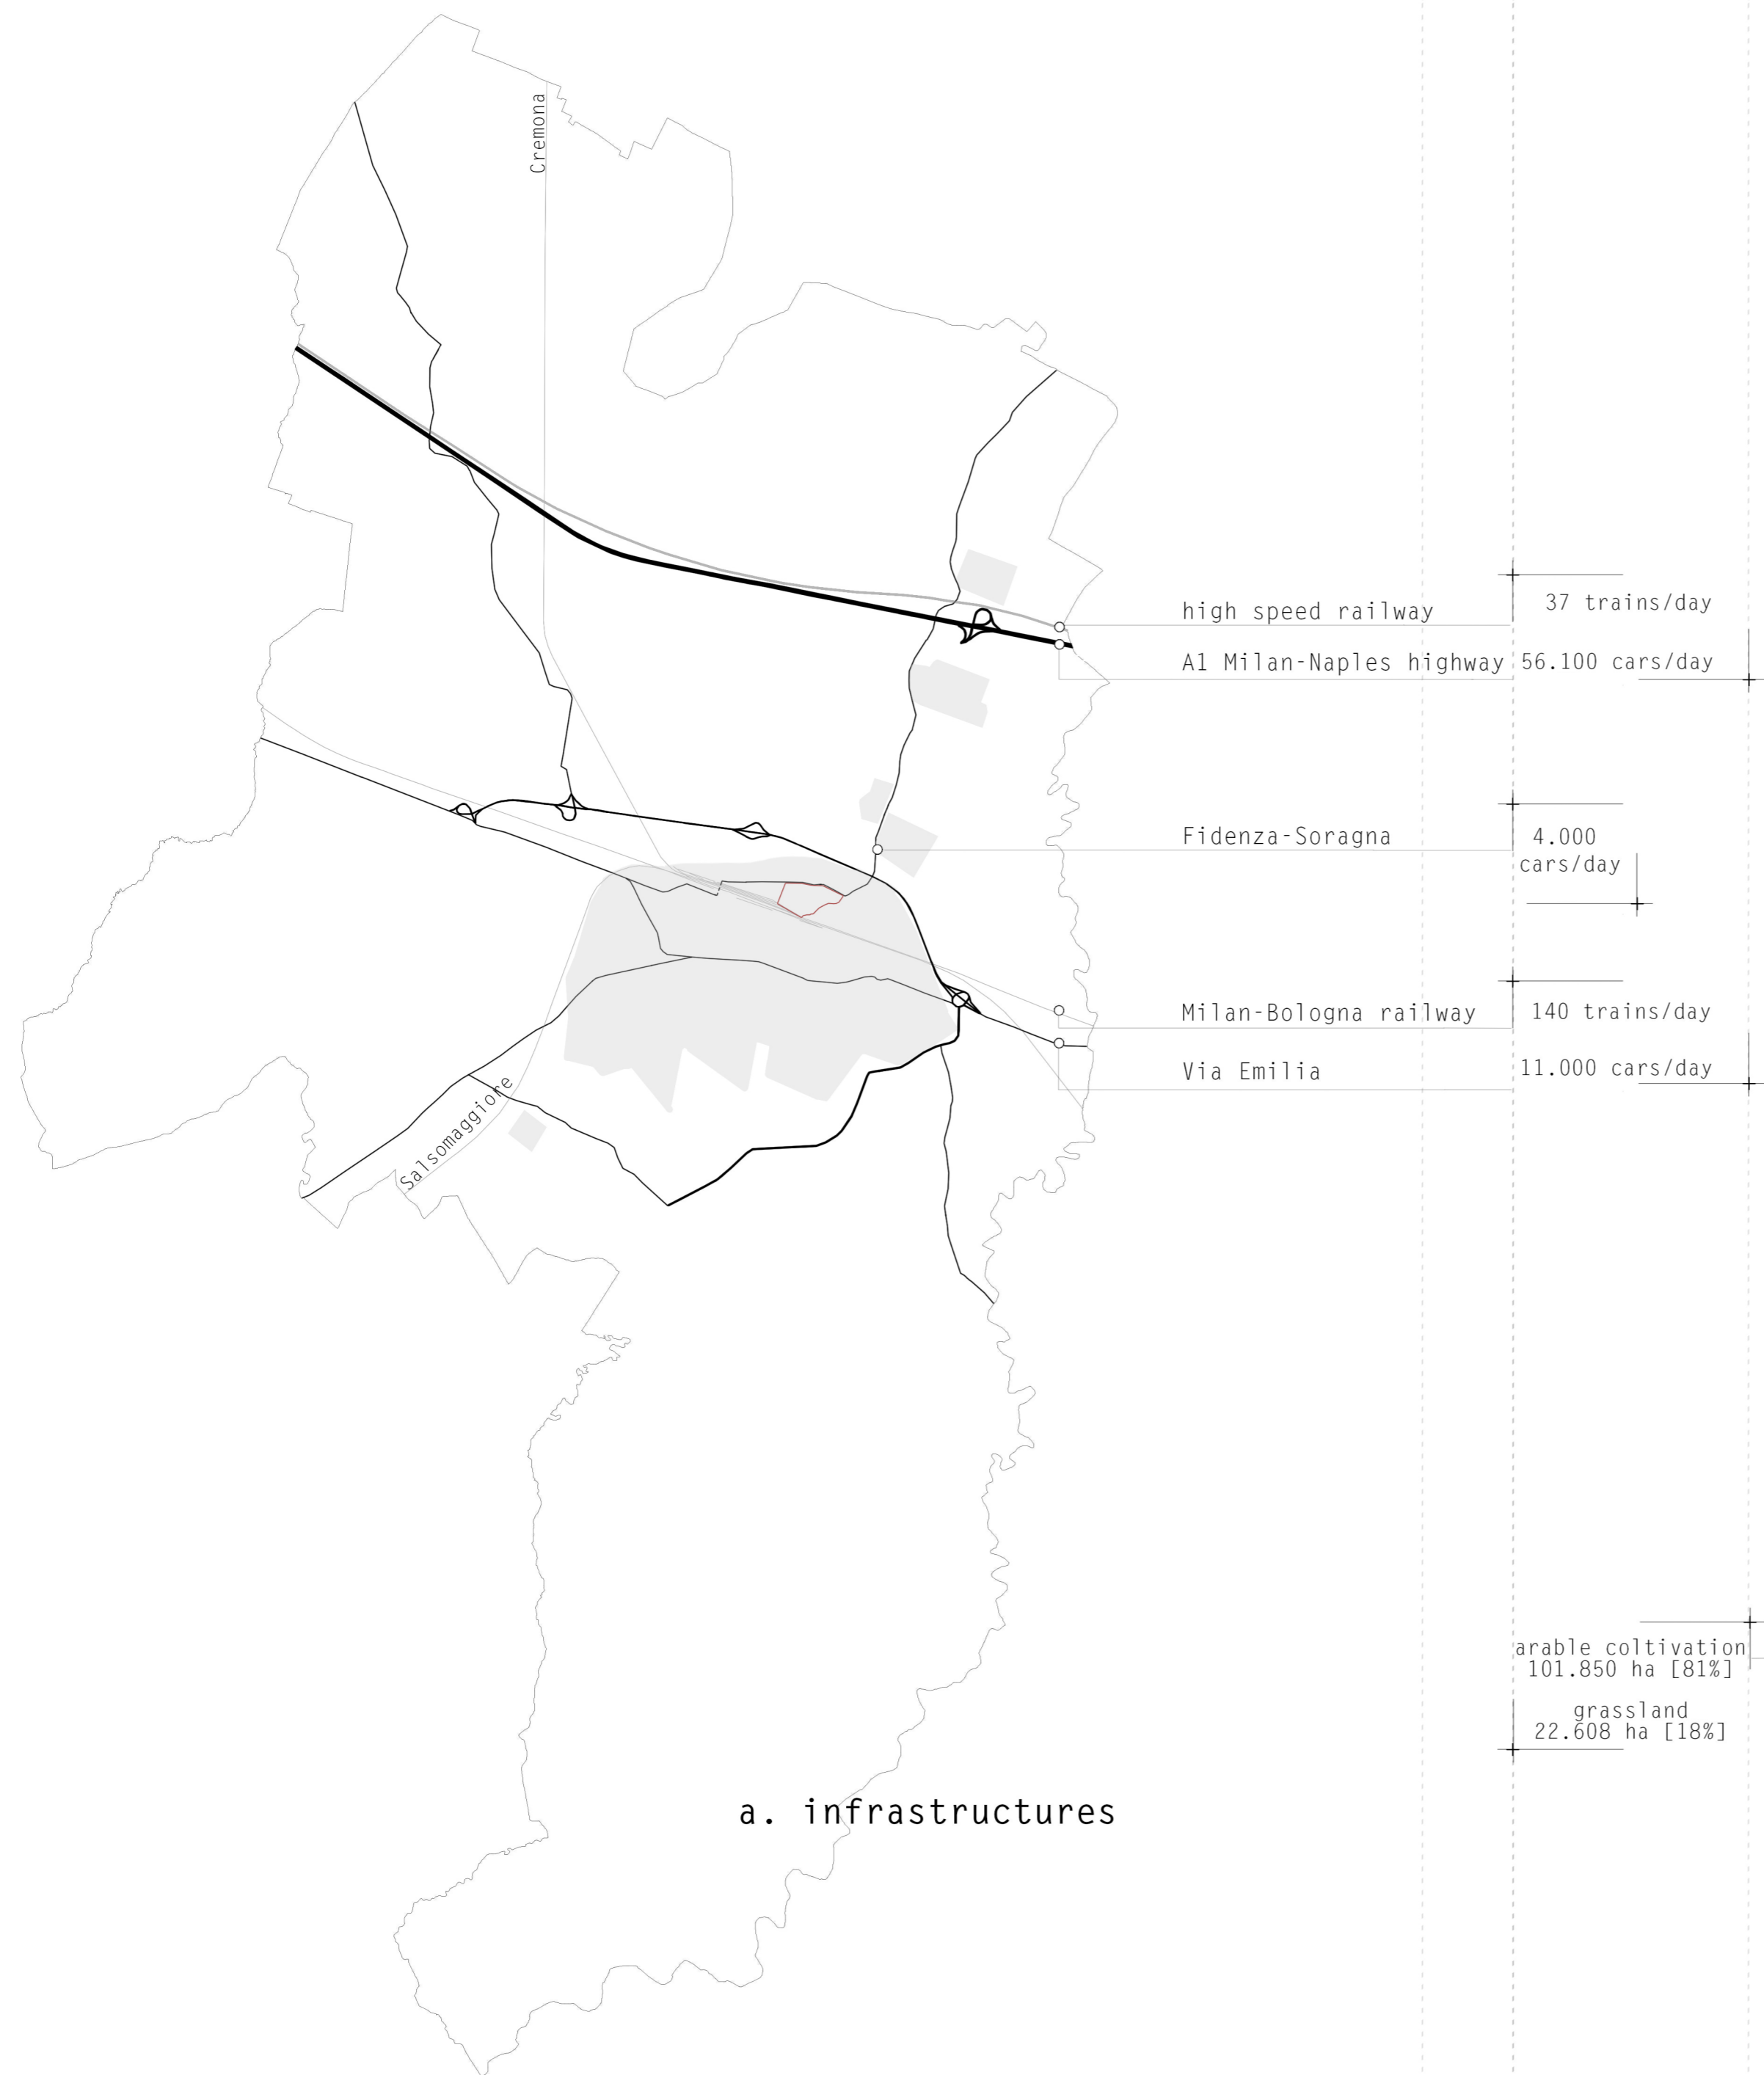 Cremona
high speed railway
37 trains/day
A1 Milan-Naples highway
56.100 cars/day
Fidenza-Soragna
4.000
cars/day
Milan-Bologna railway
140 trains/day
Via Emilia
11.000 cars/day
Salsomaggiore
arable coltivation
101.850 ha [81%]
grassland
22.608 ha [18%]
a. infrastructures